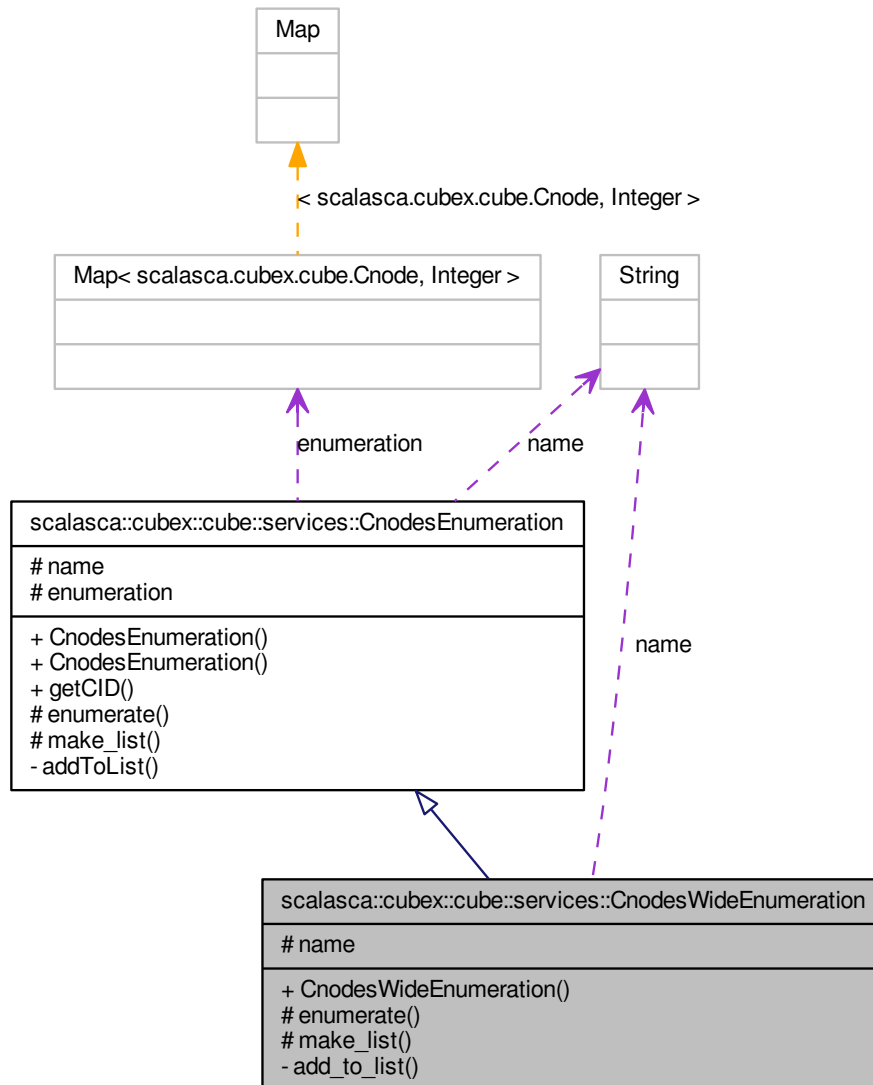 Map
< scalasca.cubex.cube.Cnode, Integer >
Map< scalasca.cubex.cube.Cnode, Integer >
String
enumeration
name
scalasca::cubex::cube::services::CnodesEnumeration
# name
# enumeration
+ CnodesEnumeration()
+ CnodesEnumeration()
+ getCID()
# enumerate()
# make_list()
- addToList()
name
scalasca::cubex::cube::services::CnodesWideEnumeration
# name
+ CnodesWideEnumeration()
# enumerate()
# make_list()
- add_to_list()